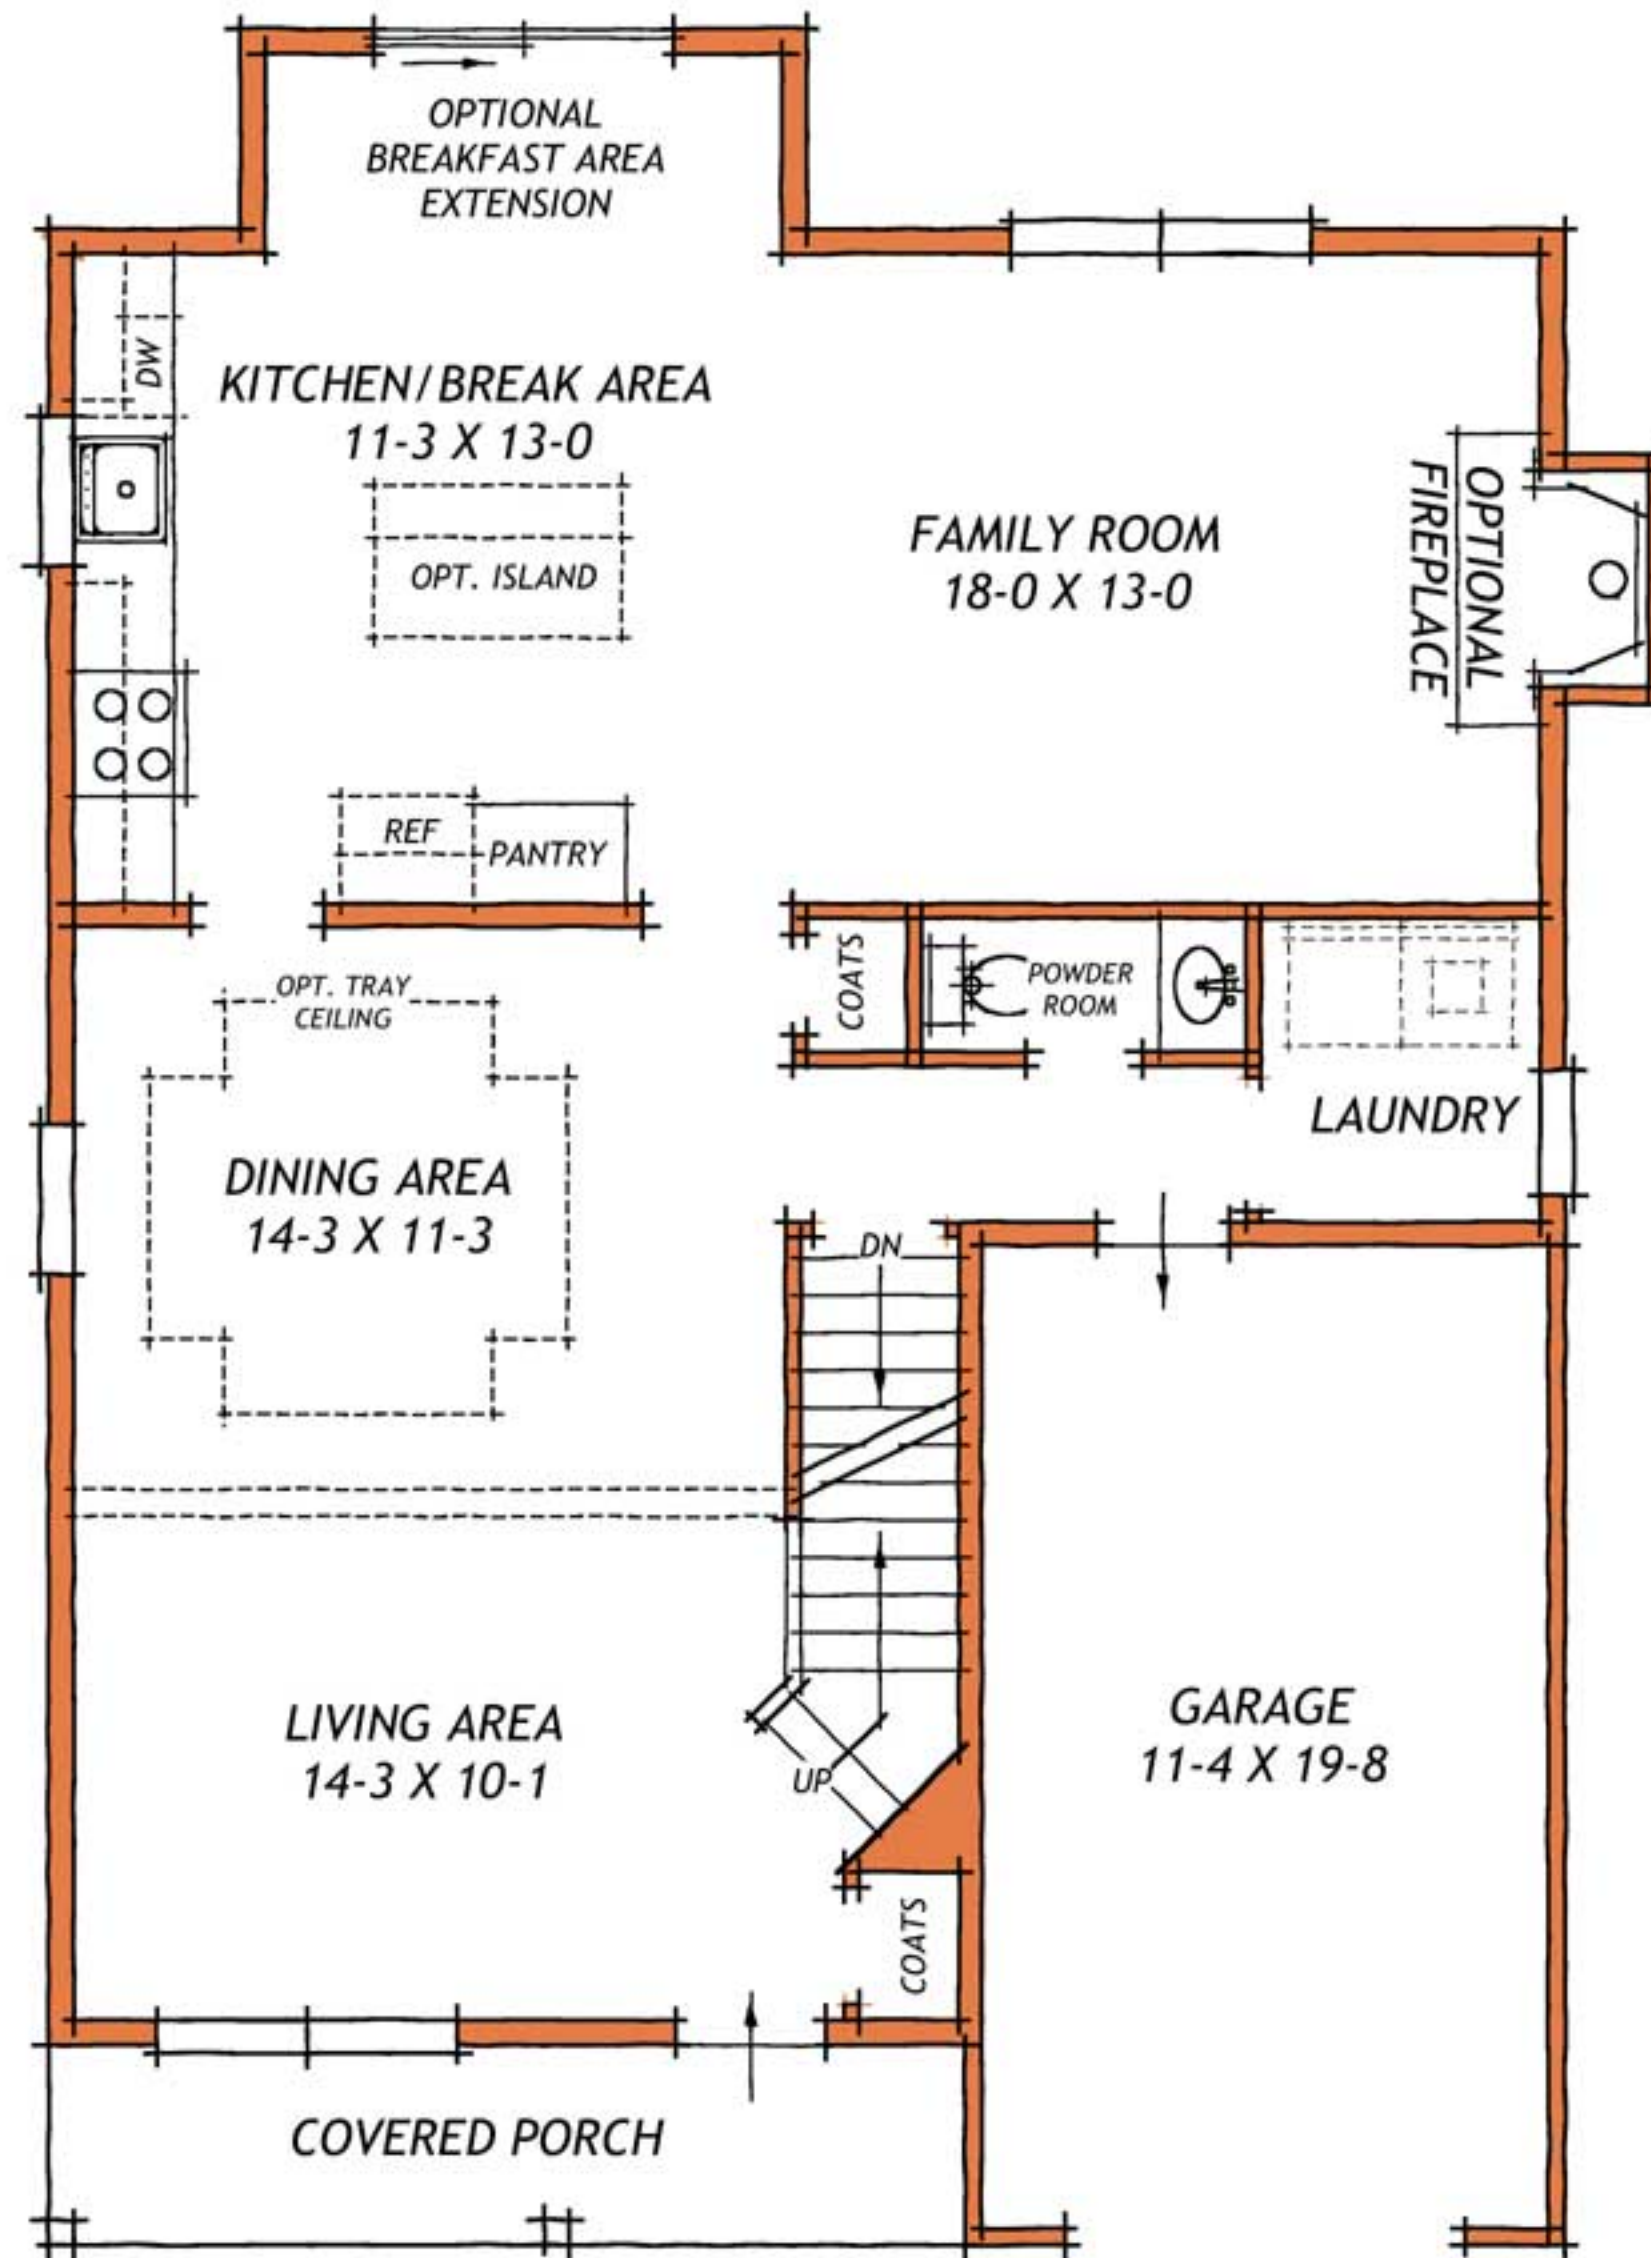 OPTIONAL
BREAKFAST AREA
EXTENSION
DW
KITCHEN/BREAK AREA
11-3 X 13-0
OPT. ISLAND
FAMILY ROOM
18-0 X 13-0
OPTIONAL
FIREPLACE
REF
PANTRY
OPT. TRAY
CEILING
COATS
POWDER
ROOM
LAUNDRY
DINING AREA
14-3 X 11-3
DN
LIVING AREA
14-3 X 10-1
UP
GARAGE
11-4 X 19-8
COATS
COVERED PORCH